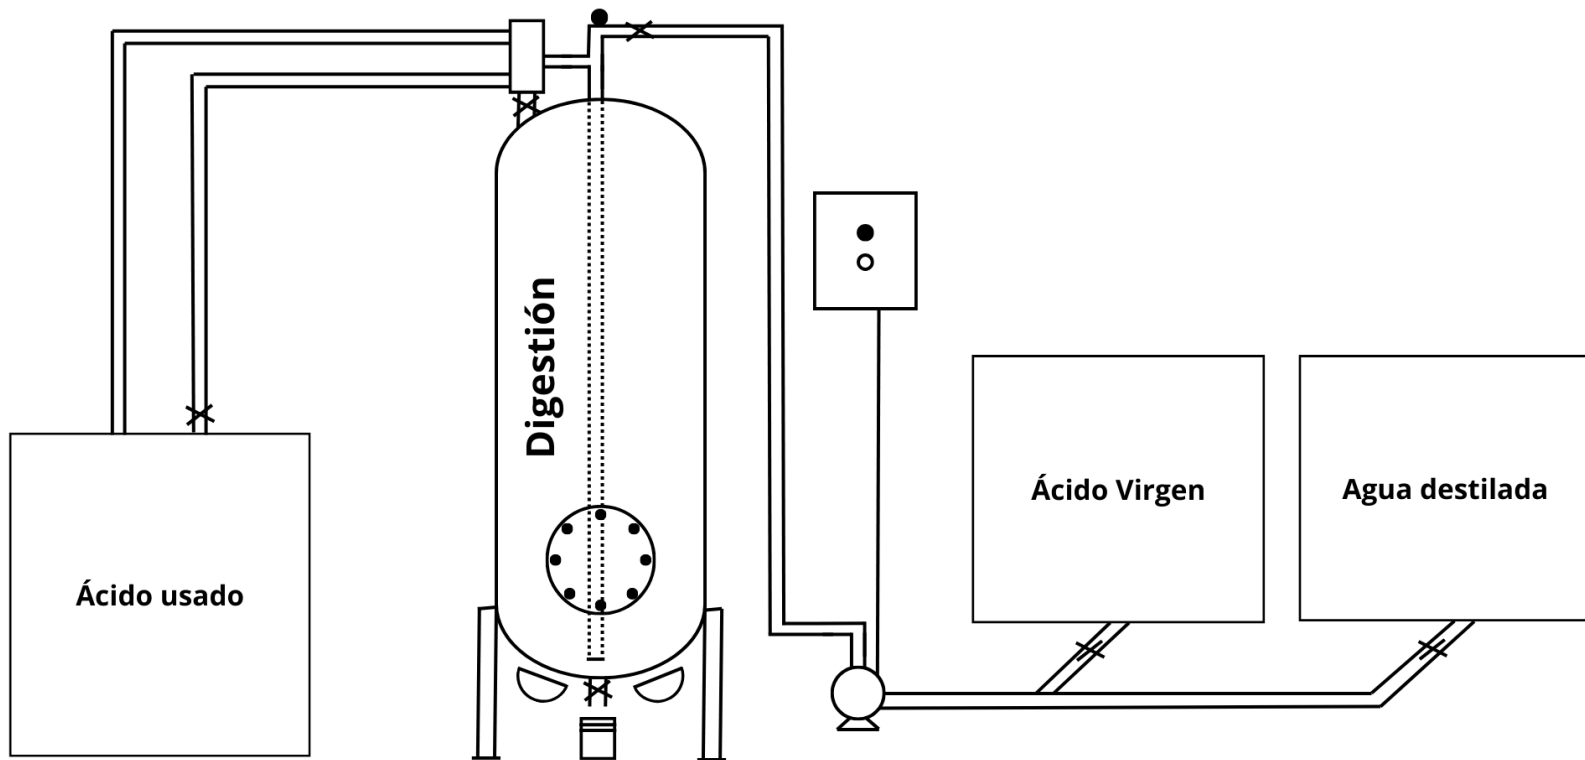 Digestión
Ácido usado
Ácido Virgen
Agua destilada